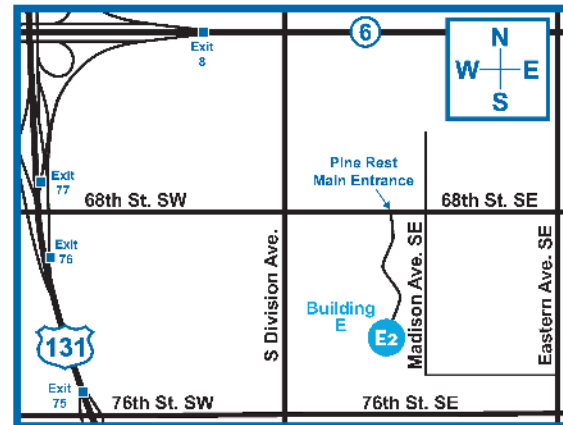 6
Exit
8
N
W E
S
Pine Rest
Main Entrance
Exit
77
68th St. SW
68th St. SE
Exit
76
S Division Ave.
Madison Ave. SE
Eastern Ave. SE
Building
E
E2
131
Exit
75
76th St. SW
76th St. SE